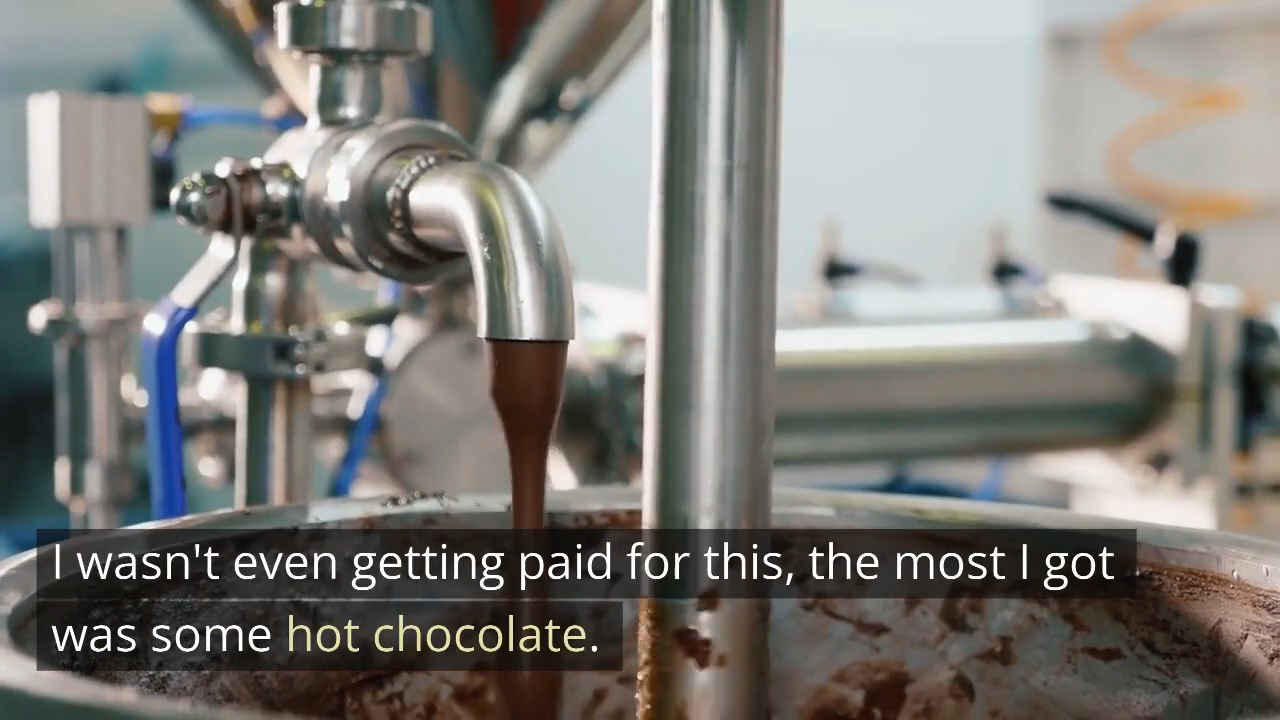 I wasn't even getting paid for this, the most I got
was some hot chocolate.